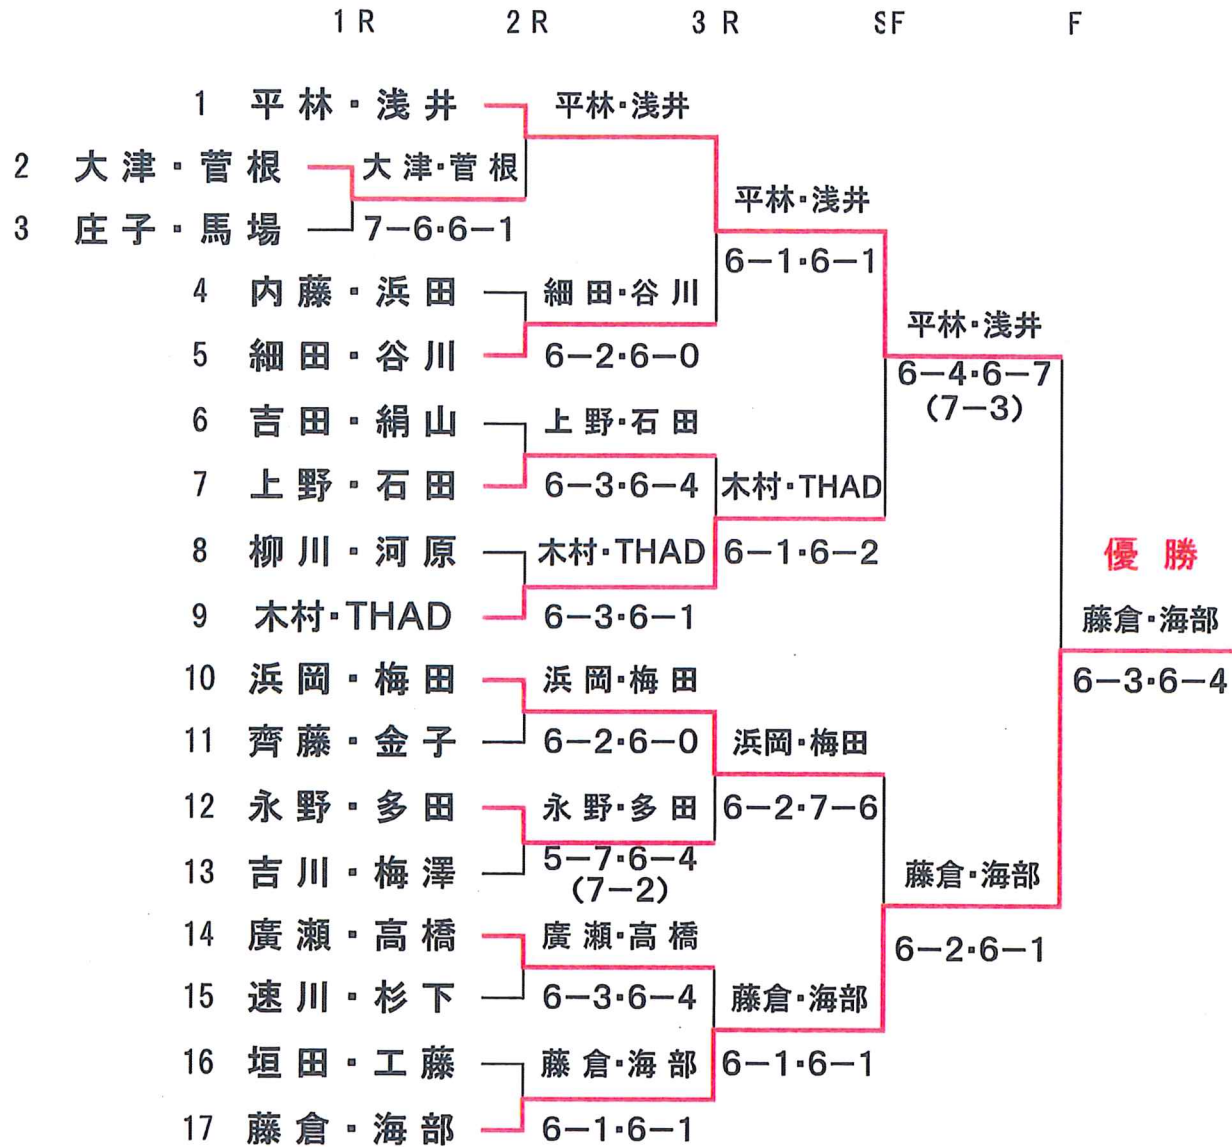 1R 2R 3R SF F
1 平林・浅井 平林・浅井
2 大津・菅根 大津・菅根
平林・浅井
3 庄子・馬場 7-6・6-1
6-1・6-1
4 内藤・浜田 細田・谷川
平林・浅井
5 細田・谷川 6-2・6-0
6-4・6-7
(7-3)
6 吉田・絹山 上野・石田
7 上野・石田 6-3・6-4 木村・THAD
8 柳川・河原 木村・THAD 6-1・6-2 優勝
9 木村・THAD 6-3・6-1 藤倉・海部
10 浜岡・梅田 浜岡・梅田 6-3・6-4
11 齊藤・金子 6-2・6-0 浜岡・梅田
12 永野・多田 永野・多田 6-2・7-6
13 吉川・梅澤 5-7・6-4 藤倉・海部
(7-2)
14 廣瀬・高橋 廣瀬・高橋 6-2・6-1
15 速川・杉下 6-3・6-4 藤倉・海部
16 垣田・工藤 藤倉・海部 6-1・6-1
17 藤倉・海部 6-1・6-1